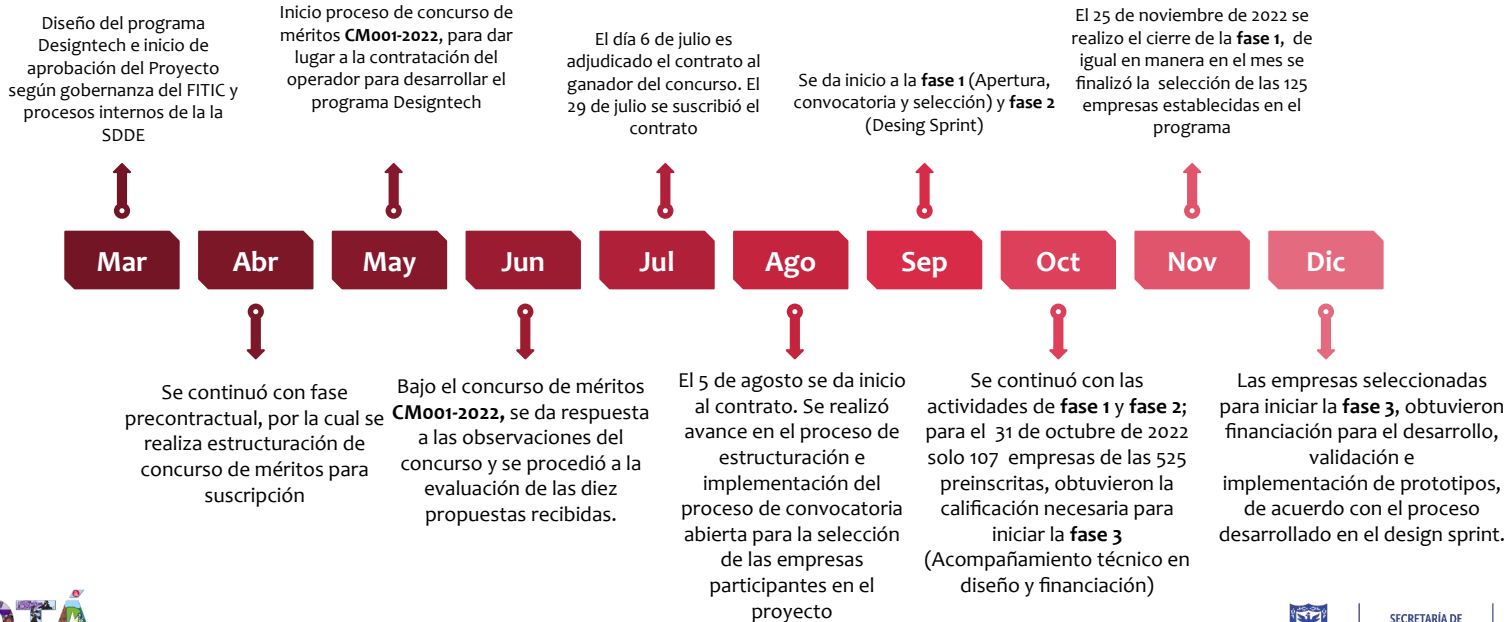 Diseño del programa
Designtech e inicio de
aprobación del Proyecto
según gobernanza del FITIC y
procesos internos de la la
SDDE
Inicio proceso de concurso de
méritos CM001-2022, para dar
lugar a la contratación del
operador para desarrollar el
programa Designtech
El día 6 de julio es
adjudicado el contrato al
ganador del concurso. El
29 de julio se suscribió el
contrato
Se da inicio a la fase 1 (Apertura,
convocatoria y selección) y fase 2
(Desing Sprint)
El 25 de noviembre de 2022 se
realizo el cierre de la fase 1, de
igual en manera en el mes se
finalizó la selección de las 125
empresas establecidas en el
programa
Mar
Abr
May
Jun
Jul
Ago
Sep
Oct
Nov
Dic
Se continuó con fase
precontractual, por la cual se
realiza estructuración de
concurso de méritos para
suscripción
Bajo el concurso de méritos
CM001-2022, se da respuesta
a las observaciones del
concurso y se procedió a la
evaluación de las diez
propuestas recibidas.
El 5 de agosto se da inicio
al contrato. Se realizó
avance en el proceso de
estructuración e
implementación del
proceso de convocatoria
abierta para la selección
de las empresas
participantes en el
proyecto
Se continuó con las
actividades de fase 1 y fase 2;
para el 31 de octubre de 2022
solo 107 empresas de las 525
preinscritas, obtuvieron la
calificación necesaria para
iniciar la fase 3
(Acompañamiento técnico en
diseño y financiación)
Las empresas seleccionadas
para iniciar la fase 3, obtuvieron
financiación para el desarrollo,
validación e
implementación de prototipos,
de acuerdo con el proceso
desarrollado en el design sprint.
OTÁ
SECRETARÍA DE